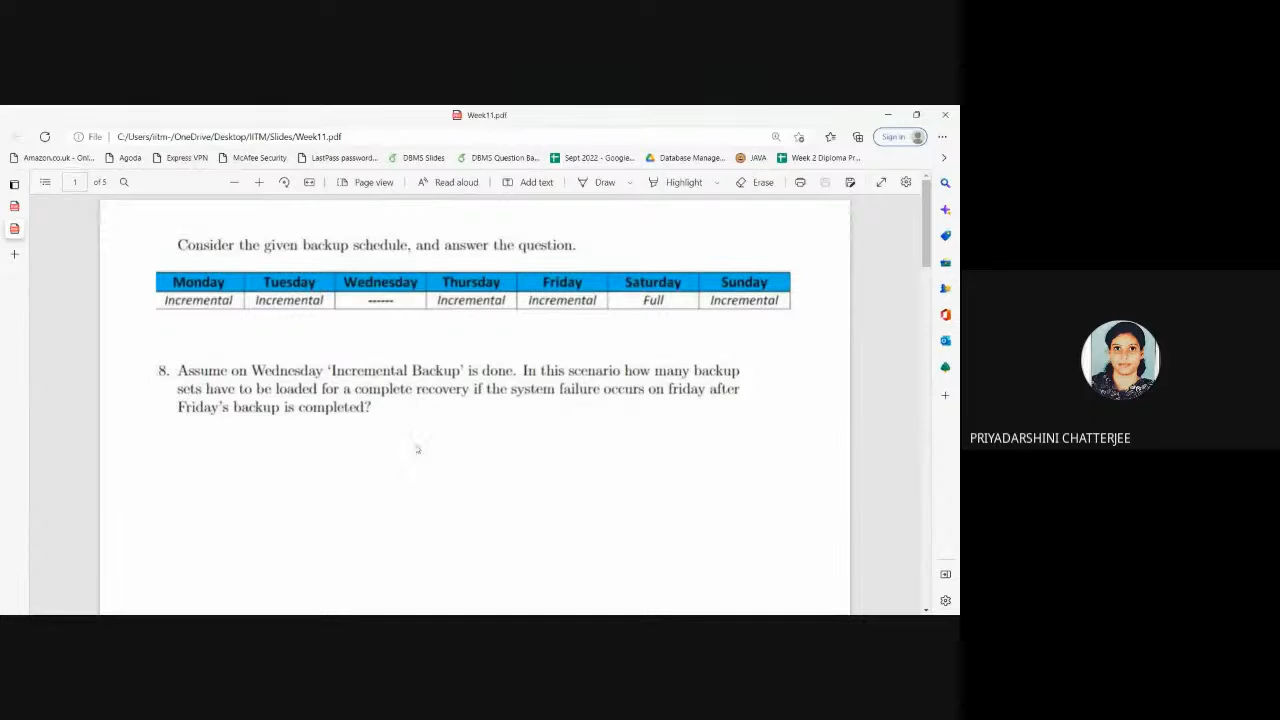 Week11.pdf
File C:/Users/iitm-/OneDrive/Desktop/IITM/Slides/Week11.pdf Sign in
Amazon.co.uk - Onl... Agoda Express VPN McAfee Security LastPass password... DBMS Slides DBMS Question Ba... Sept 2022 - Google... Database Manage... JAVA Week 2 Diploma Pr...
1 of 5 Page view Read aloud Add text Draw Highlight Erase
Consider the given backup schedule, and answer the question.
Monday Tuesday Wednesday Thursday Friday Saturday Sunday
Incremental Incremental ------ Incremental Incremental Full Incremental
8. Assume on Wednesday ‘Incremental Backup’ is done. In this scenario how many backup
sets have to be loaded for a complete recovery if the system failure occurs on friday after
Friday’s backup is completed?
PRIYADARSHINI CHATTERJEE